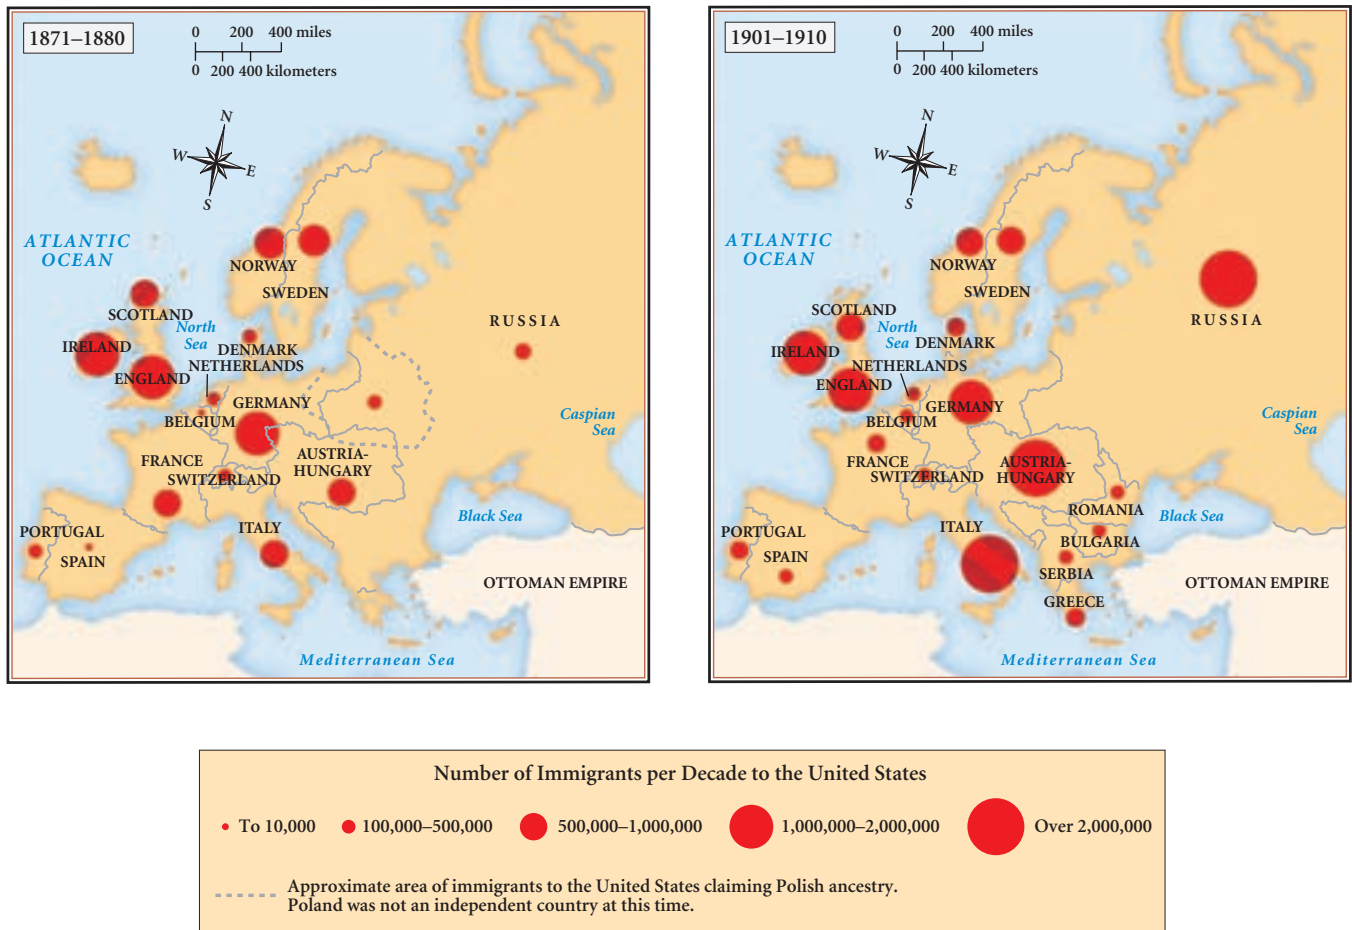 1871–1880
0 200 400 miles
0 200 400 kilometers
N
W
E
S
ATLANTIC
OCEAN
NORWAY
SWEDEN
SCOTLAND
North
Sea
IRELAND
DENMARK
NETHERLANDS
ENGLAND
GERMANY
BELGIUM
RUSSIA
Caspian
Sea
FRANCE
SWITZERLAND
AUSTRIA-
HUNGARY
PORTUGAL
SPAIN
ITALY
Black Sea
OTTOMAN EMPIRE
Mediterranean Sea
1901–1910
0 200 400 miles
0 200 400 kilometers
N
W
E
S
ATLANTIC
OCEAN
NORWAY
SWEDEN
SCOTLAND
North
Sea
DENMARK
IRELAND
NETHERLANDS
ENGLAND
GERMANY
BELGIUM
RUSSIA
Caspian
Sea
FRANCE
SWITZERLAND
AUSTRIA-
HUNGARY
ROMANIA
Black Sea
PORTUGAL
SPAIN
ITALY
BULGARIA
SERBIA
GREECE
OTTOMAN EMPIRE
Mediterranean Sea
Number of Immigrants per Decade to the United States
To 10,000 100,000–500,000 500,000–1,000,000 1,000,000–2,000,000 Over 2,000,000
Approximate area of immigrants to the United States claiming Polish ancestry.
Poland was not an independent country at this time.